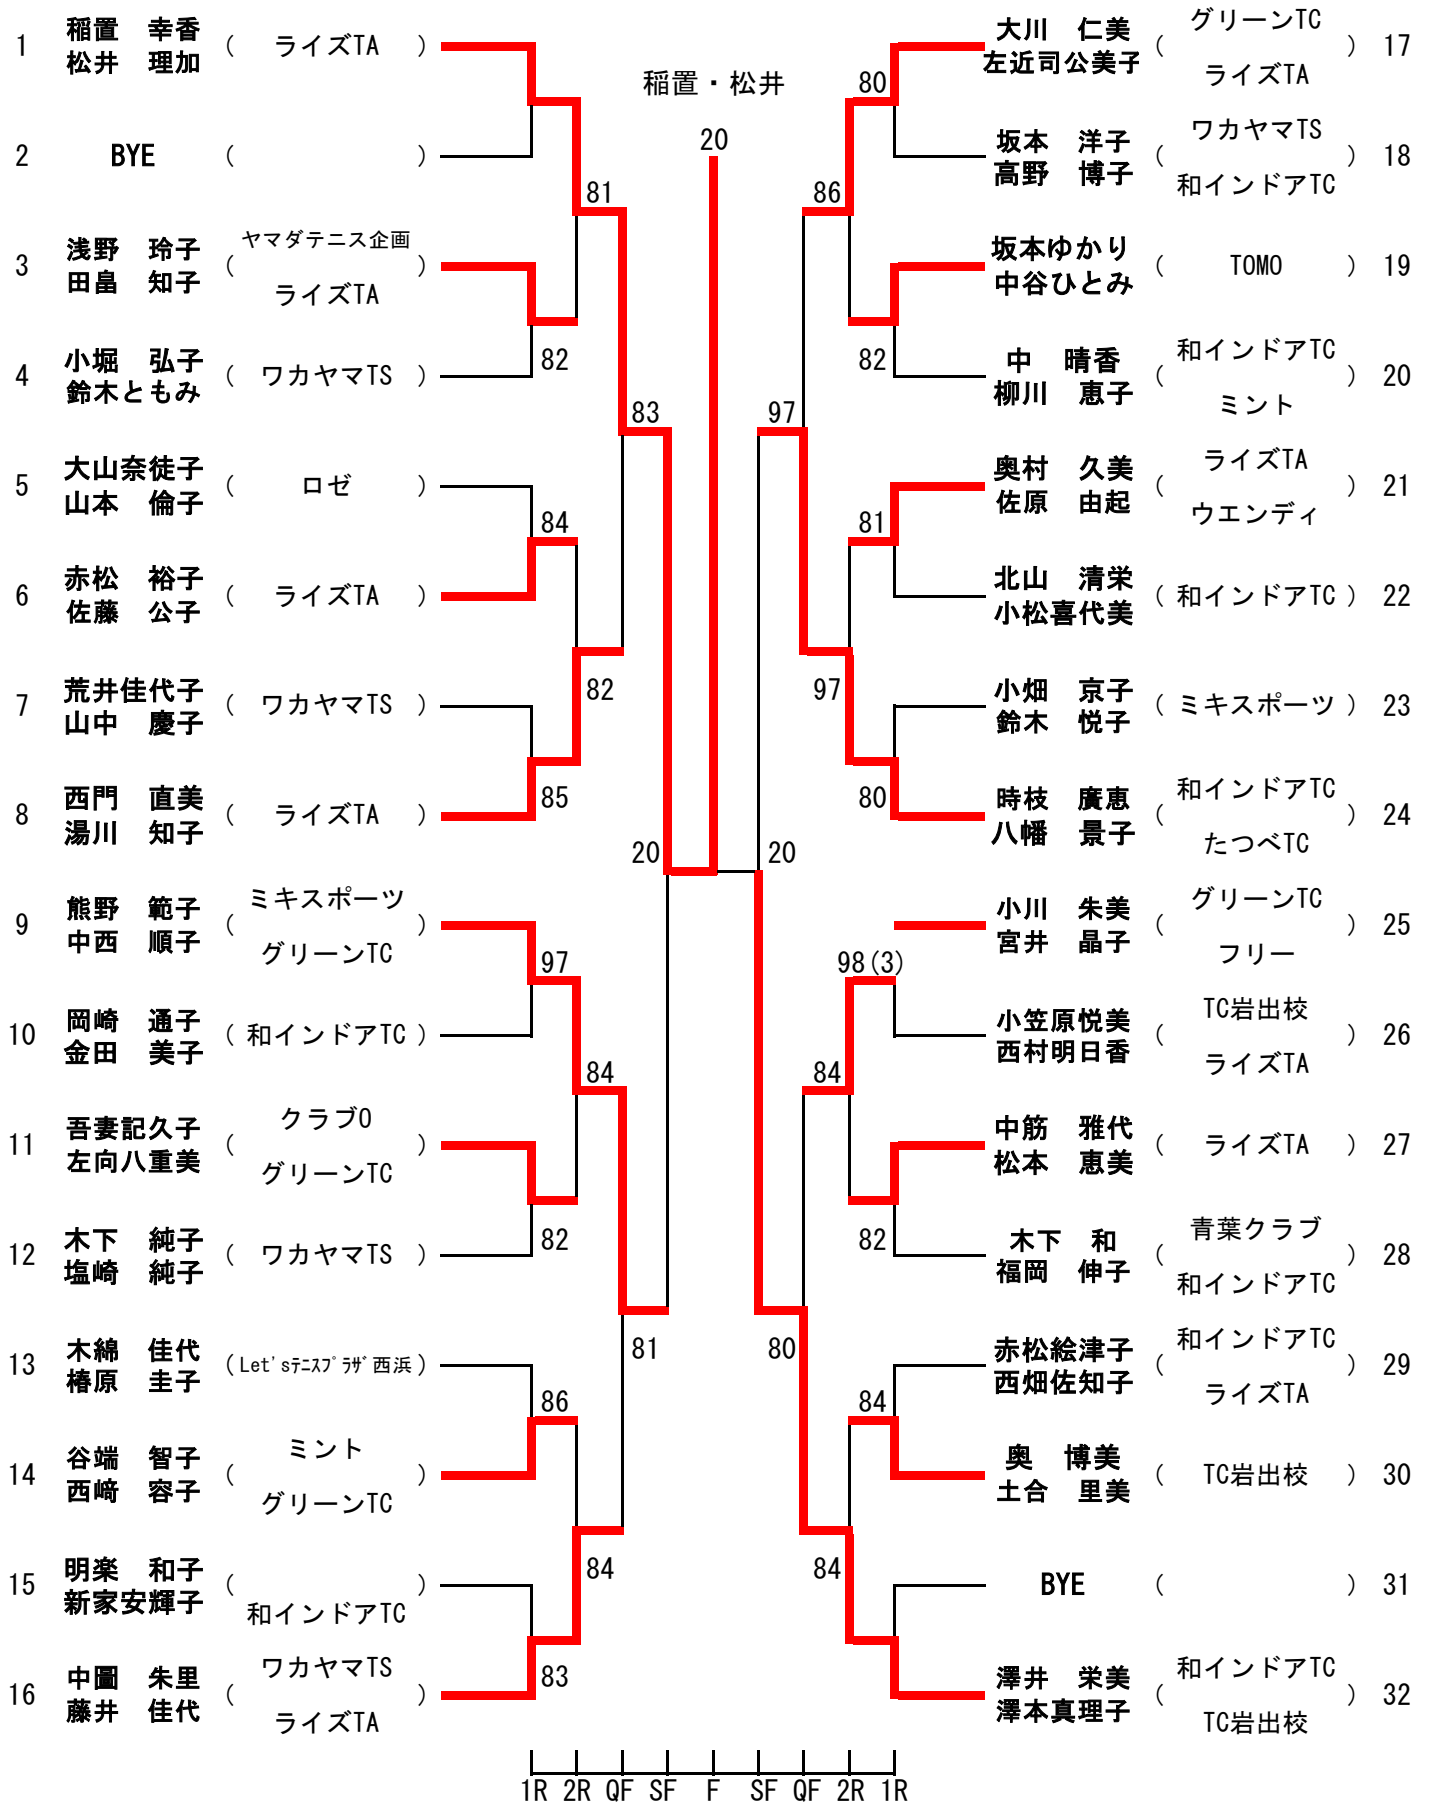 稲置・松井
20
1 稲置 幸香 松井 理加 ( ライズTA )
2 BYE ( )
81
3 浅野 玲子 田畠 知子 ( ヤマダテニス企画 ライズTA )
82
4 小堀 弘子 鈴木ともみ ( ワカヤマTS )
83
5 大山奈徒子 山本 倫子 ( ロゼ )
84
6 赤松 裕子 佐藤 公子 ( ライズTA )
82
7 荒井佳代子 山中 慶子 ( ワカヤマTS )
85
8 西門 直美 湯川 知子 ( ライズTA )
20
9 熊野 範子 中西 順子 ( ミキスポーツ グリーンTC )
97
10 岡崎 通子 金田 美子 ( 和インドアTC )
84
11 吾妻記久子 左向八重美 ( クラブO グリーンTC )
82
12 木下 純子 塩崎 純子 ( ワカヤマTS )
81
13 木綿 佳代 椿原 圭子 ( Let'sテニスプラザ西浜 )
86
14 谷端 智子 西﨑 容子 ( ミント グリーンTC )
84
15 明楽 和子 新家安輝子 ( 和インドアTC )
83
16 中圖 朱里 藤井 佳代 ( ワカヤマTS ライズTA )
大川 仁美 左近司公美子 ( グリーンTC ライズTA ) 17
80
坂本 洋子 高野 博子 ( ワカヤマTS 和インドアTC ) 18
86
坂本ゆかり 中谷ひとみ ( TOMO ) 19
82
中 晴香 柳川 恵子 ( 和インドアTC ミント ) 20
97
奥村 久美 佐原 由起 ( ライズTA ウエンディ ) 21
81
北山 清栄 小松喜代美 ( 和インドアTC ) 22
97
小畑 京子 鈴木 悦子 ( ミキスポーツ ) 23
80
時枝 廣恵 八幡 景子 ( 和インドアTC たつべTC ) 24
20
小川 朱美 宮井 晶子 ( グリーンTC フリー ) 25
98(3)
小笠原悦美 西村明日香 ( TC岩出校 ライズTA ) 26
84
中筋 雅代 松本 恵美 ( ライズTA ) 27
82
木下 和 福岡 伸子 ( 青葉クラブ 和インドアTC ) 28
80
赤松絵津子 西畑佐知子 ( 和インドアTC ライズTA ) 29
84
奥 博美 土合 里美 ( TC岩出校 ) 30
84
BYE ( ) 31
澤井 栄美 澤本真理子 ( 和インドアTC TC岩出校 ) 32
1R 2R QF SF F SF QF 2R 1R